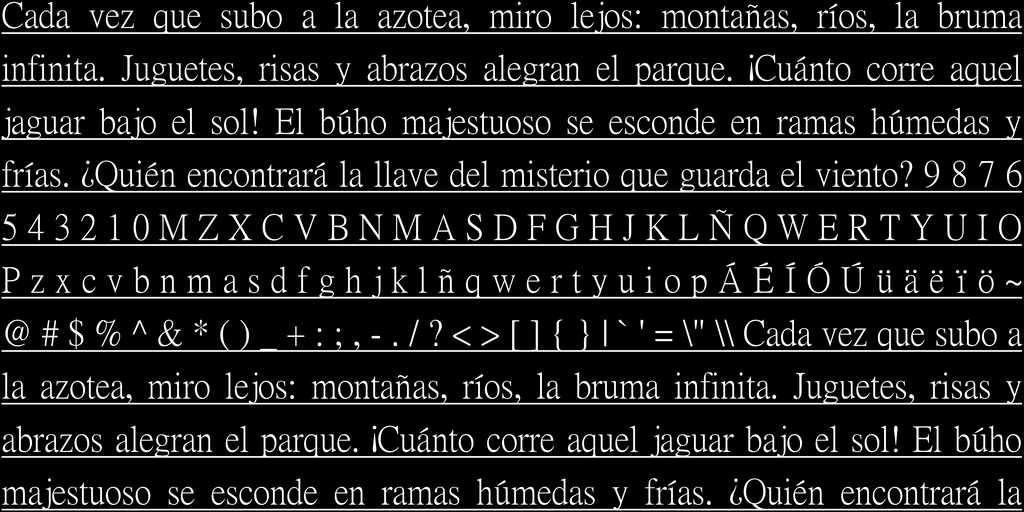 Cada vez que subo a la azotea, miro lejos: montañas, ríos, la bruma
infinita. Juguetes, risas y abrazos alegran el parque. ¡Cuánto corre aquel
jaguar bajo el sol! El búho majestuoso se esconde en ramas húmedas y
frías. ¿Quién encontrará la llave del misterio que guarda el viento? 9 8 7 6
5 4 3 2 1 0 M Z X C V B N M A S D F G H J K L Ñ Q W E R T Y U I O
P z x c v b n m a s d f g h j k l ñ q w e r t y u i o p Á É Í Ó Ú ü ä ë ï ö ~
@ # $ % ^ & * ( ) _ + : ; , - . / ? < > [ ] { } | ` ' = \" \\ Cada vez que subo a
la azotea, miro lejos: montañas, ríos, la bruma infinita. Juguetes, risas y
abrazos alegran el parque. ¡Cuánto corre aquel jaguar bajo el sol! El búho
majestuoso se esconde en ramas húmedas y frías. ¿Quién encontrará la